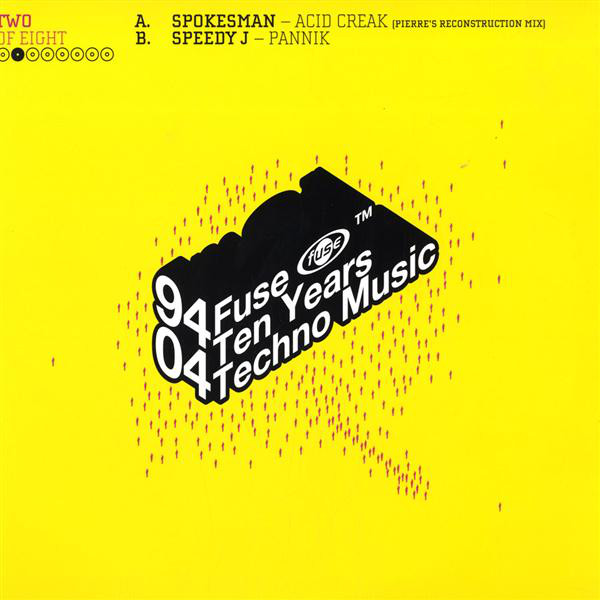 TWO
OF EIGHT
A. SPOKESMAN – ACID CREAK (PIERRE'S RECONSTRUCTION MIX)
B. SPEEDY J – PANNIK
fuse TM
94 Fuse
Ten Years
04 Techno Music